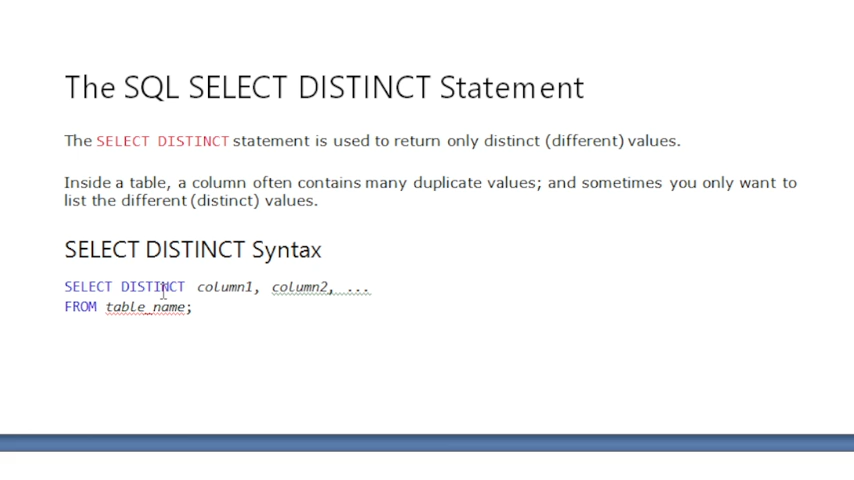 The SQL SELECT DISTINCT Statement
The SELECT DISTINCT statement is used to return only distinct (different) values.
Inside a table, a column often contains many duplicate values; and sometimes you only want to
list the different (distinct) values.
SELECT DISTINCT Syntax
SELECT DISTINCT column1, column2, ...
FROM table_name;